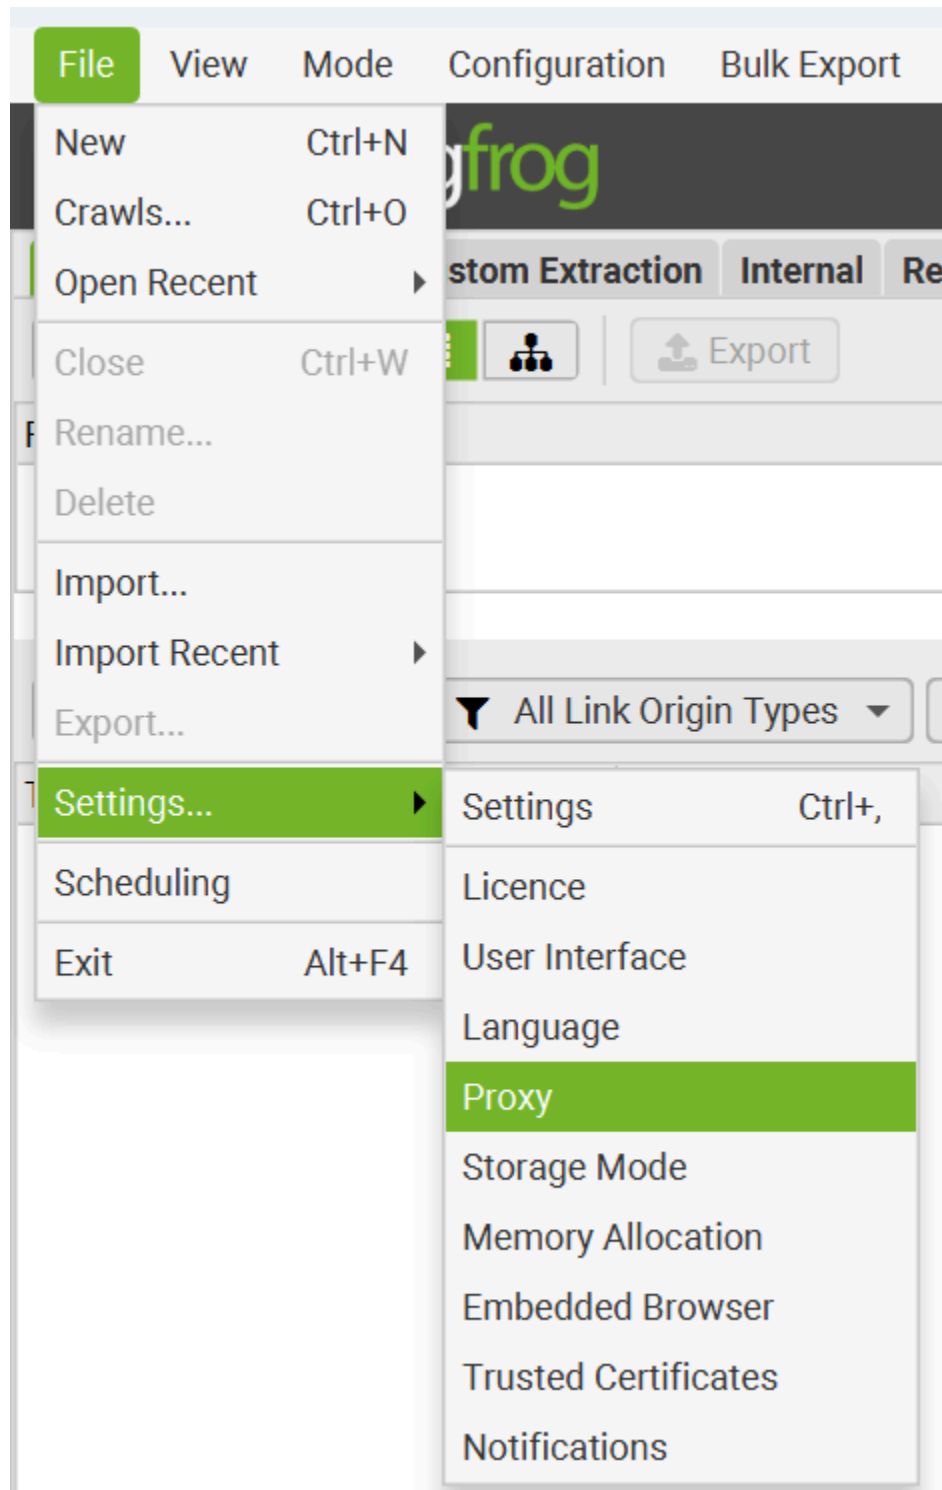 File View Mode Configuration Bulk Export
New Ctrl+N
frog
Crawls... Ctrl+O
Open Recent
stom Extraction Internal Re
Close Ctrl+W
Export
Rename...
Delete
Import...
Import Recent
All Link Origin Types
Export...
Settings...
Settings Ctrl+,
Scheduling
Licence
Exit Alt+F4
User Interface
Language
Proxy
Storage Mode
Memory Allocation
Embedded Browser
Trusted Certificates
Notifications